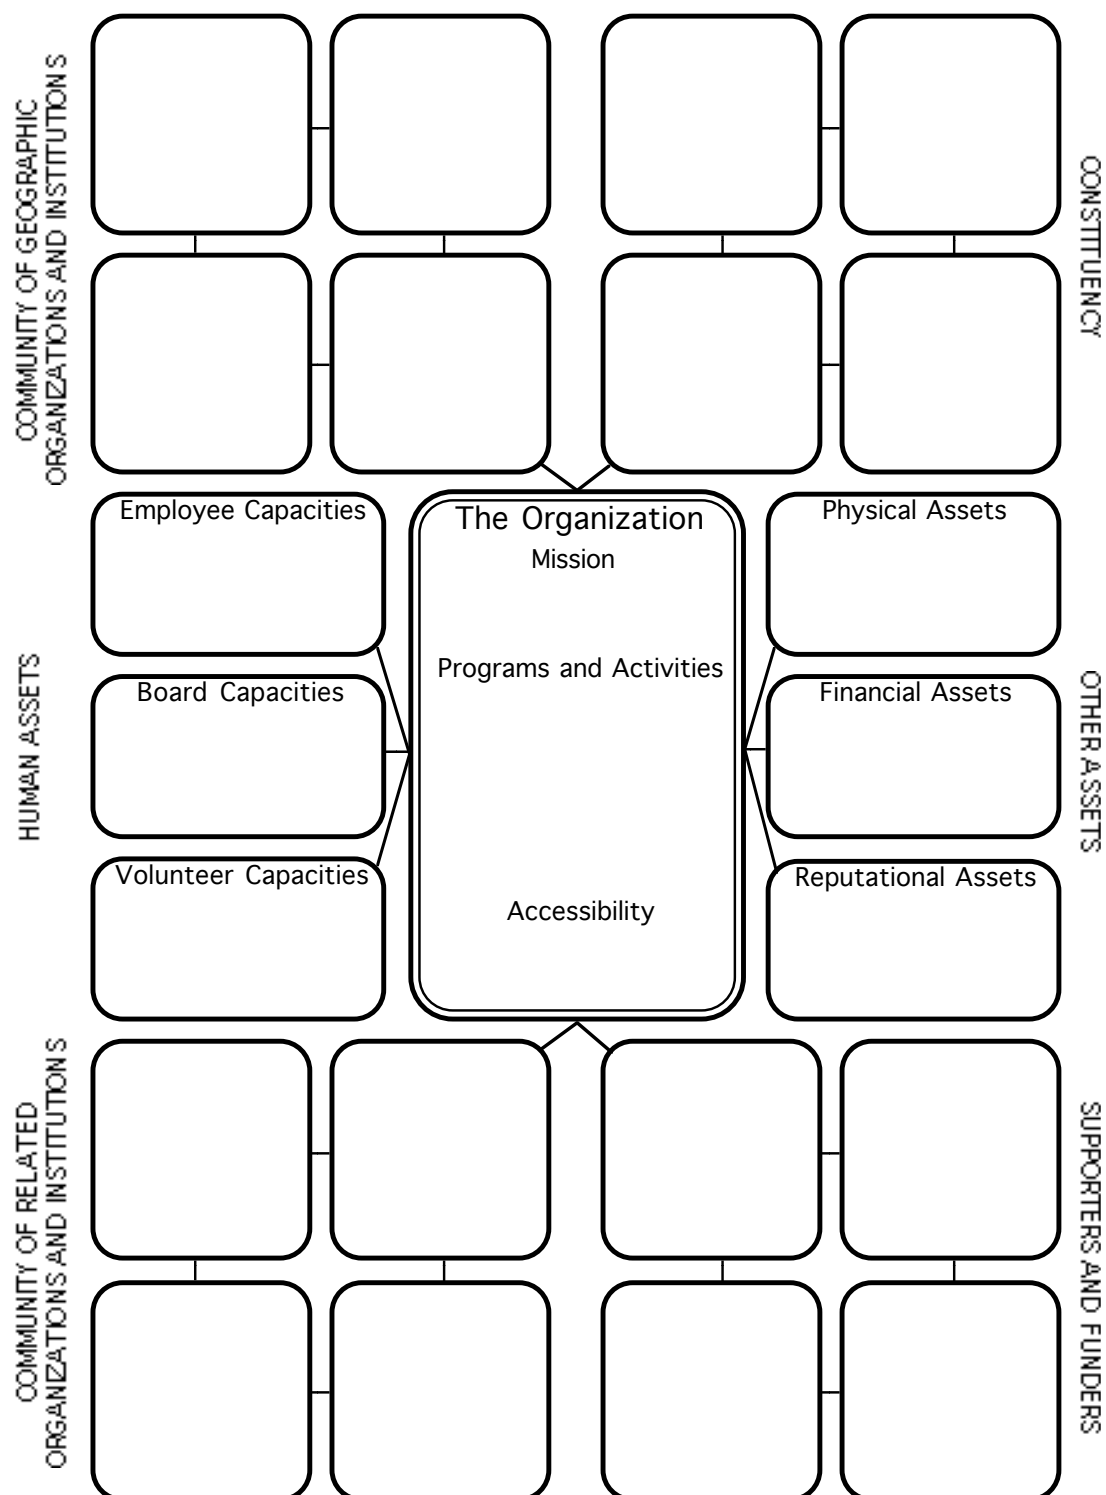 COMMUNITY OF GEOGRAPHIC
ORGANIZATIONS AND INSTITUTIONS
CONSTITUENCY
Employee Capacities
The Organization
Physical Assets
Mission
Programs and Activities
HUMAN ASSETS
Board Capacities
Financial Assets
OTHER ASSETS
Volunteer Capacities
Reputational Assets
Accessibility
COMMUNITY OF RELATED
ORGANIZATIONS AND INSTITUTIONS
SUPPORTERS AND FUNDERS